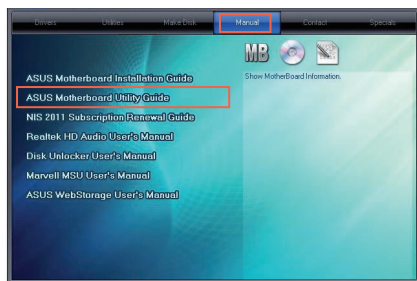 Drivers Utilities Make Disk Manual Contact Specials
MB
Show MotherBoard Information.
ASUS Motherboard Installation Guide
ASUS Motherboard Utility Guide
NIS 2011 Subscription Renewal Guide
Realtek HD Audio User's Manual
Disk Unlocker User's Manual
Marvell MSU User's Manual
ASUS WebStorage User's Manual